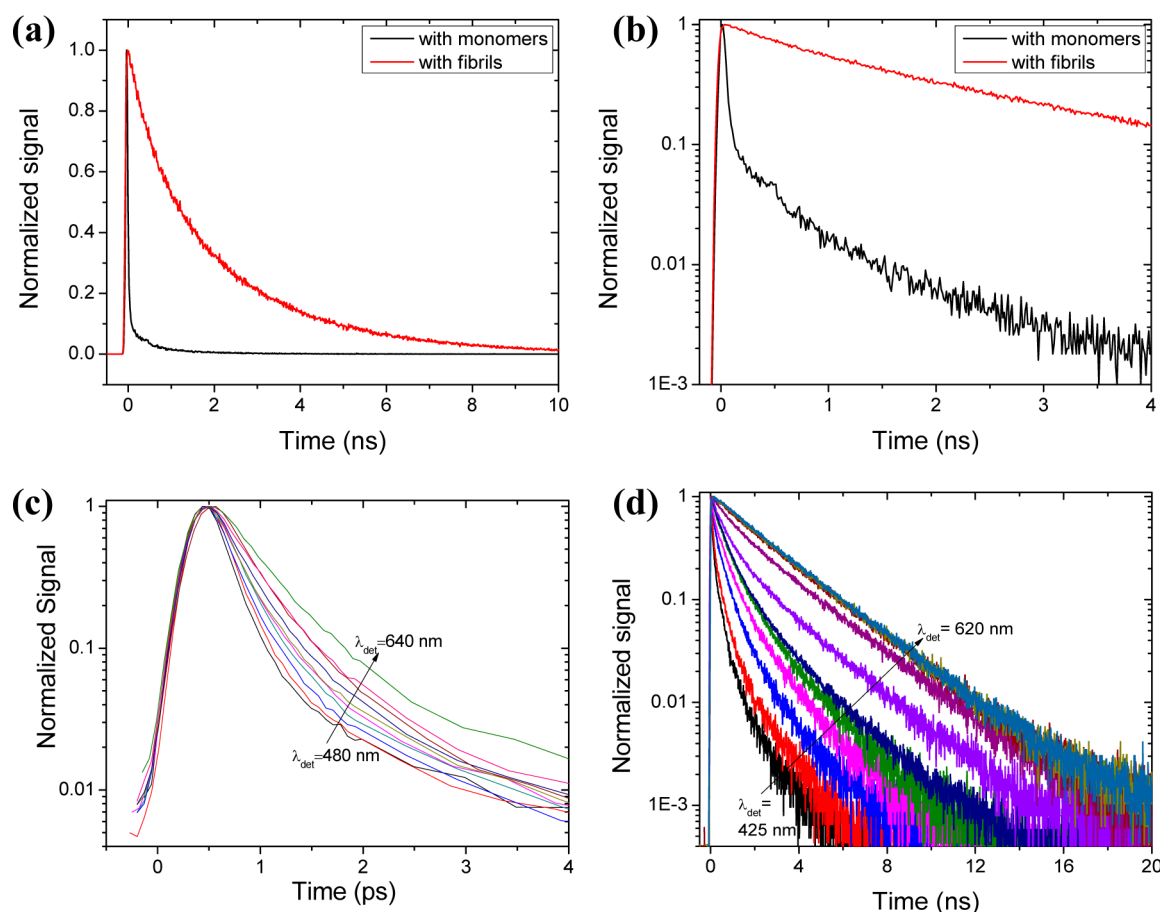 (a)
with monomers
with fibrils
1.0
0.8
0.6
0.4
0.2
0.0
Normalized signal
0 2 4 6 8 10
Time (ns)
(b)
with monomers
with fibrils
1
0.1
0.01
1E-3
Normalized signal
0 1 2 3 4
Time (ns)
(c)
1
0.1
0.01
Normalized Signal
λdet=640 nm
λdet=480 nm
0 1 2 3 4
Time (ps)
(d)
1
0.1
0.01
1E-3
Normalized signal
λdet= 620 nm
λdet=
425 nm
0 4 8 12 16 20
Time (ns)